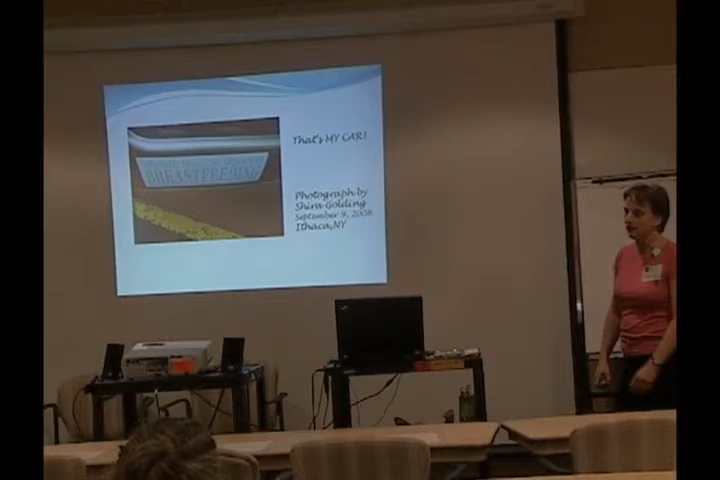 That's MY CAR!
BREASTFEEDING
Photograph by
Shira Golding
September 9, 2008
Ithaca,NY